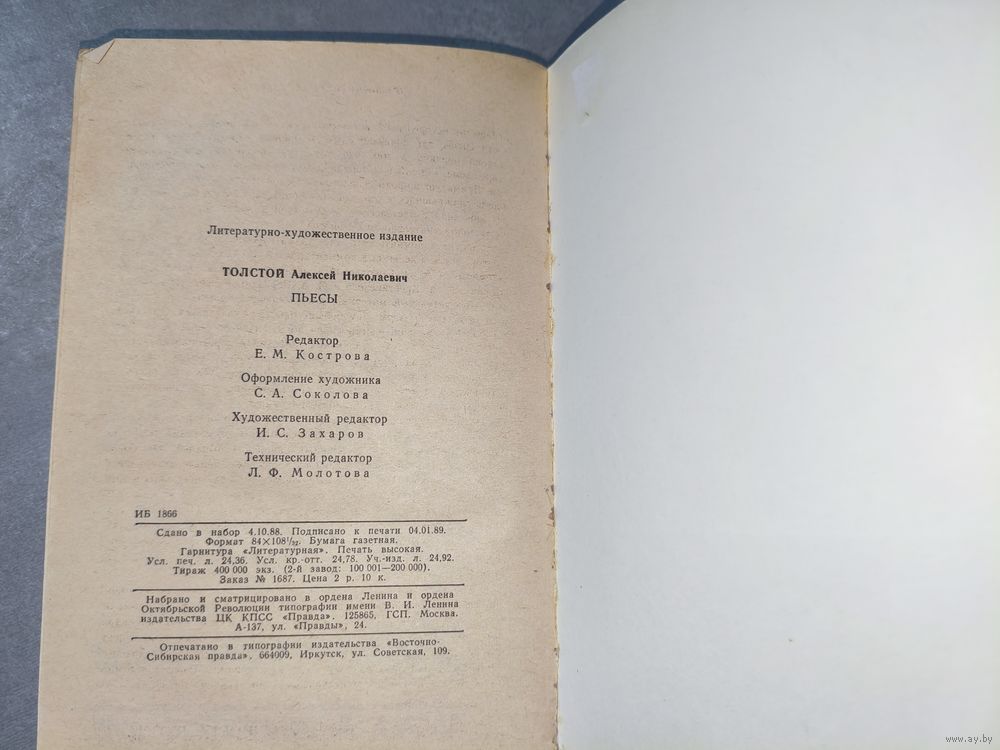 Литературно-художественное издание
ТОЛСТОЙ Алексей Николаевич
ПЬЕСЫ
Редактор
Е. М. Кострова
Оформление художника
С. А. Соколова
Художественный редактор
И. С. Захаров
Технический редактор
Л. Ф. Молотова
ИБ 1866
Сдано в набор 4.10.88. Подписано к печати 04.01.89.
Формат 84×108¹/₃₂. Бумага газетная.
Гарнитура «Литературная». Печать высокая.
Усл. печ. л. 24,36. Усл. кр.-отт. 24,78. Уч.-изд. л. 24,92.
Тираж 400 000 экз. (2-й завод: 100 001—200 000).
Заказ № 1687. Цена 2 р. 10 к.
Набрано и сматрицировано в ордена Ленина и ордена
Октябрьской Революции типографии имени В. И. Ленина
издательства ЦК КПСС «Правда». 125865, ГСП. Москва.
А-137, ул. «Правды», 24.
Отпечатано в типографии издательства «Восточно-
Сибирская правда», 664009, Иркутск, ул. Советская, 109.
www.ay.by